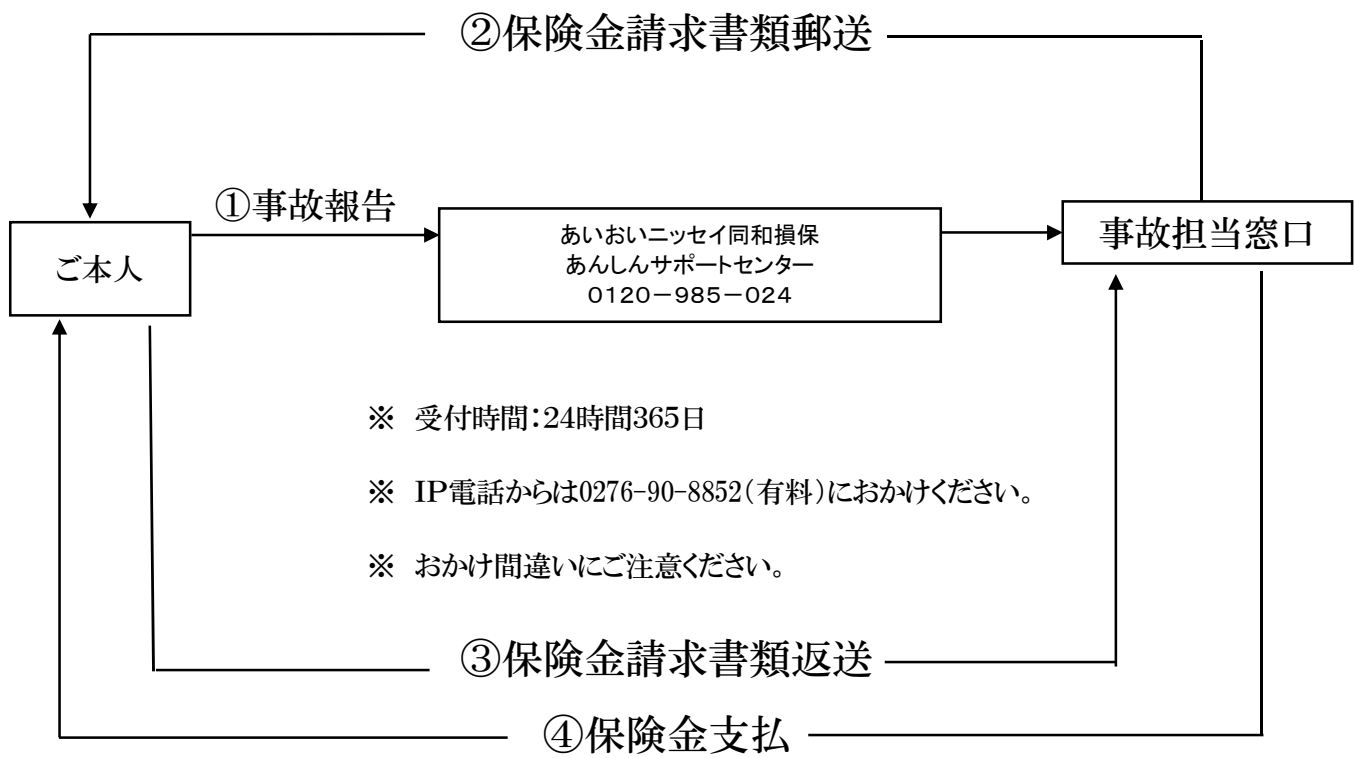 ②保険金請求書類郵送
①事故報告
ご本人
あいおいニッセイ同和損保
あんしんサポートセンター
0120－985－024
事故担当窓口
※ 受付時間：24時間365日
※ IP電話からは0276-90-8852（有料）におかけください。
※ おかけ間違いにご注意ください。
③保険金請求書類返送
④保険金支払